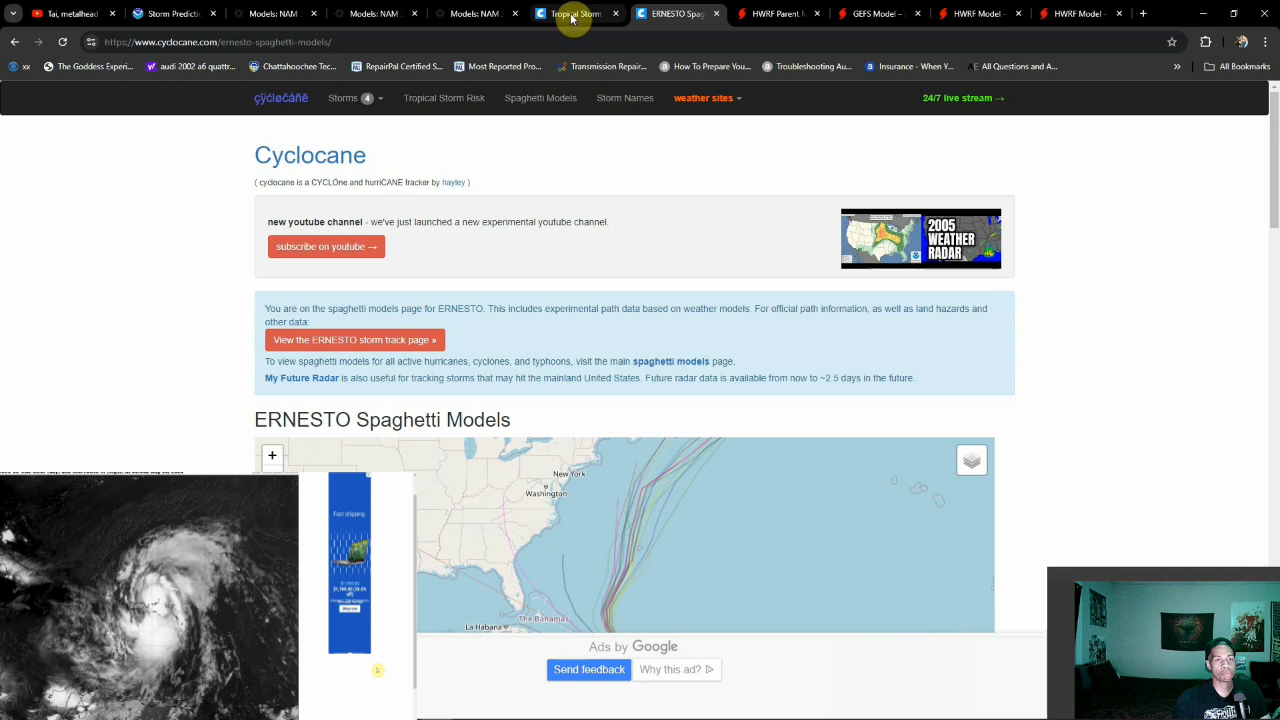 Tai, metalhead
Storm Predictic
Models: NAM
Models: NAM
Models: NAM
Tropical Storm
ERNESTO Spag
HWRF Parent M
GEFS Model –
HWRF Model –
HWRF Model –
https://www.cyclocane.com/ernesto-spaghetti-models/
xx
The Goddess Experi...
audi 2002 a6 quattr...
Chattahoochee Tec...
RepairPal Certified S...
Most Reported Pro...
Transmission Repair...
How To Prepare You...
Troubleshooting Au...
Insurance - When Y...
All Questions and A...
All Bookmarks
çÿcløcåñê
Storms 4
Tropical Storm Risk
Spaghetti Models
Storm Names
weather sites
24/7 live stream →
Cyclocane
( cyclocane is a CYCLOne and hurriCANE tracker by hayley )
new youtube channel - we've just launched a new experimental youtube channel.
subscribe on youtube →
2005
WEATHER
RADAR
You are on the spaghetti models page for ERNESTO. This includes experimental path data based on weather models. For official path information, as well as land hazards and
other data:
View the ERNESTO storm track page »
To view spaghetti models for all active hurricanes, cyclones, and typhoons, visit the main spaghetti models page.
My Future Radar is also useful for tracking storms that may hit the mainland United States. Future radar data is available from now to ~2.5 days in the future.
ERNESTO Spaghetti Models
+
New York
Washington
The Bahamas
La Habana
Fast shipping.
Ads by Google
Send feedback
Why this ad?